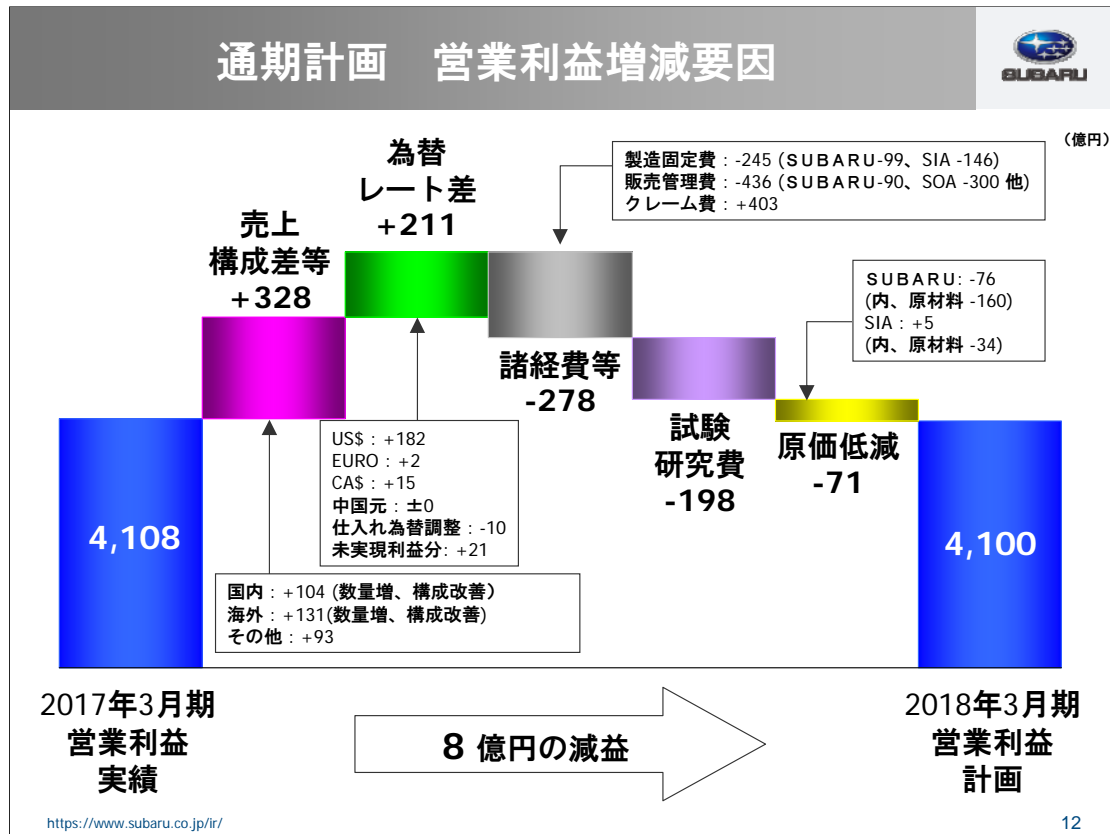 通期計画　営業利益増減要因
SUBARU
（億円）
為替
レート差
+211
製造固定費：-245 (ＳＵＢＡＲＵ-99、SIA -146)
販売管理費：-436 (ＳＵＢＡＲＵ-90、SOA -300 他)
クレーム費：+403
売上
構成差等
+328
ＳＵＢＡＲＵ: -76
(内、原材料 -160)
SIA：+5
(内、原材料 -34)
諸経費等
-278
試験
研究費
-198
原価低減
-71
US$：+182
EURO：+2
CA$：+15
中国元：±0
仕入れ為替調整：-10
未実現利益分: +21
4,108
4,100
国内：+104 (数量増、構成改善）
海外：+131(数量増、構成改善)
その他：+93
2017年3月期
営業利益
実績
8 億円の減益
2018年3月期
営業利益
計画
https://www.subaru.co.jp/ir/
12